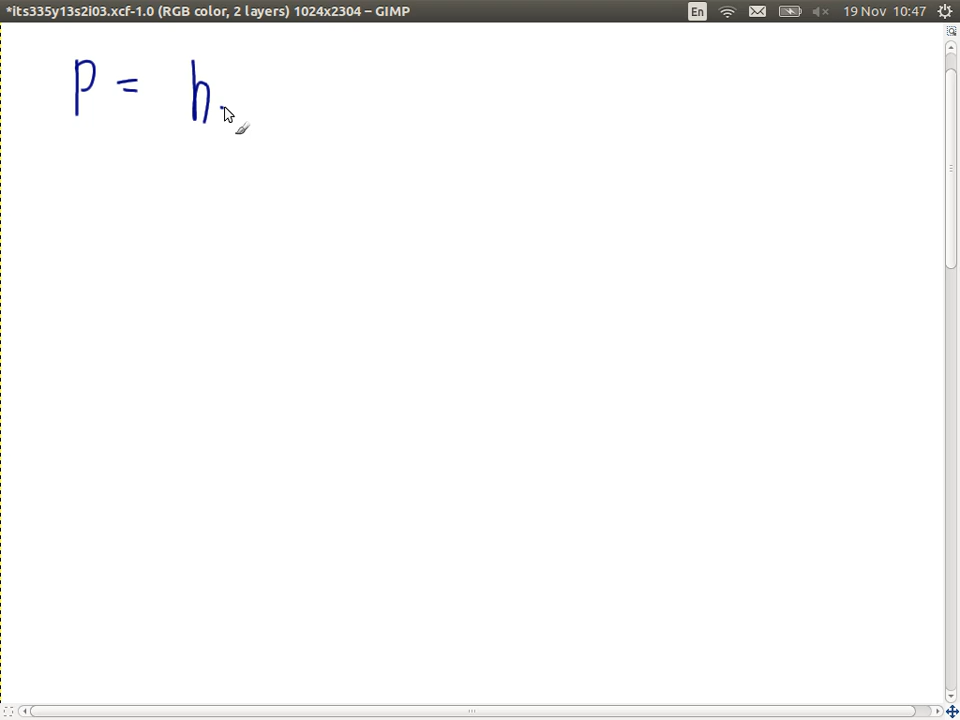 *its335y13s2i03.xcf-1.0 (RGB color, 2 layers) 1024x2304 – GIMP
En
19 Nov 10:47
P = h